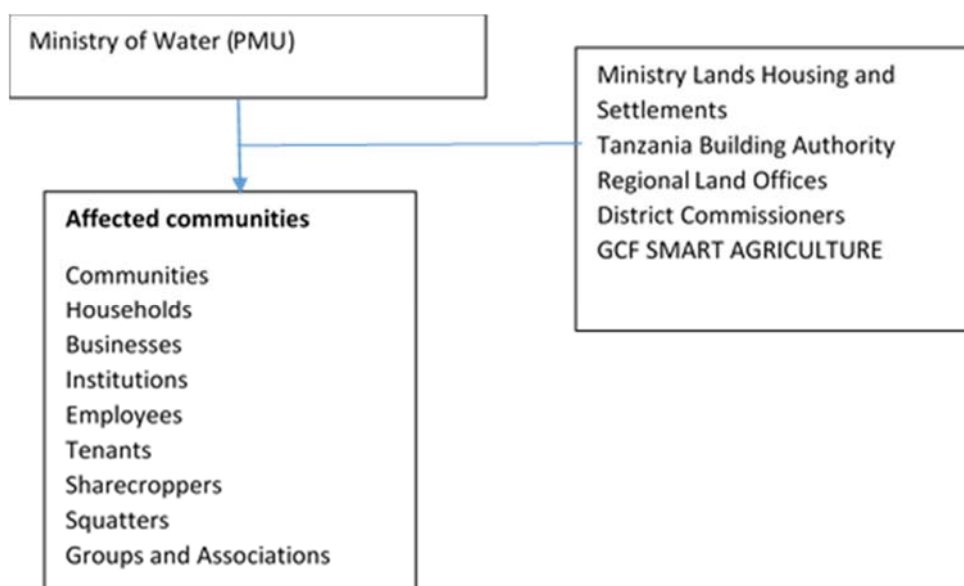 Ministry of Water (PMU)
Ministry Lands Housing and
Settlements
Tanzania Building Authority
Regional Land Offices
District Commissioners
GCF SMART AGRICULTURE
Affected communities
Communities
Households
Businesses
Institutions
Employees
Tenants
Sharecroppers
Squatters
Groups and Associations